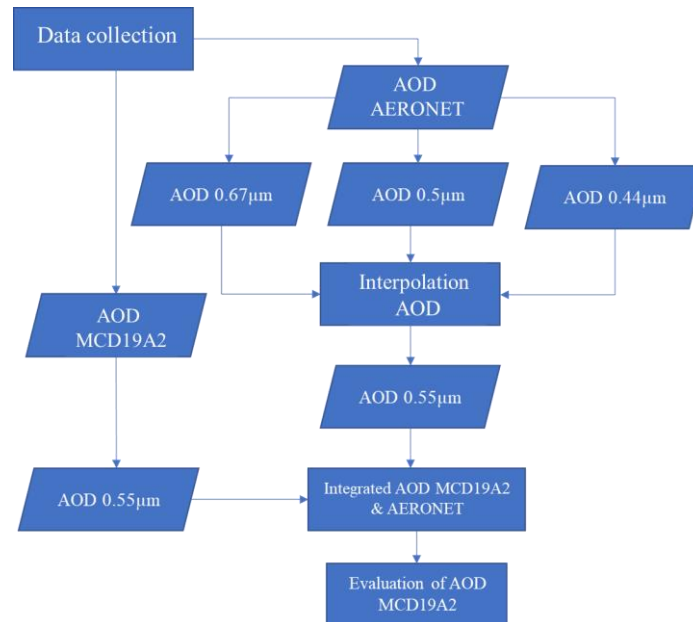 Data collection
AOD
AERONET
AOD 0.67µm
AOD 0.5µm
AOD 0.44µm
Interpolation
AOD
AOD
MCD19A2
AOD 0.55µm
AOD 0.55µm
Integrated AOD MCD19A2
& AERONET
Evaluation of AOD
MCD19A2